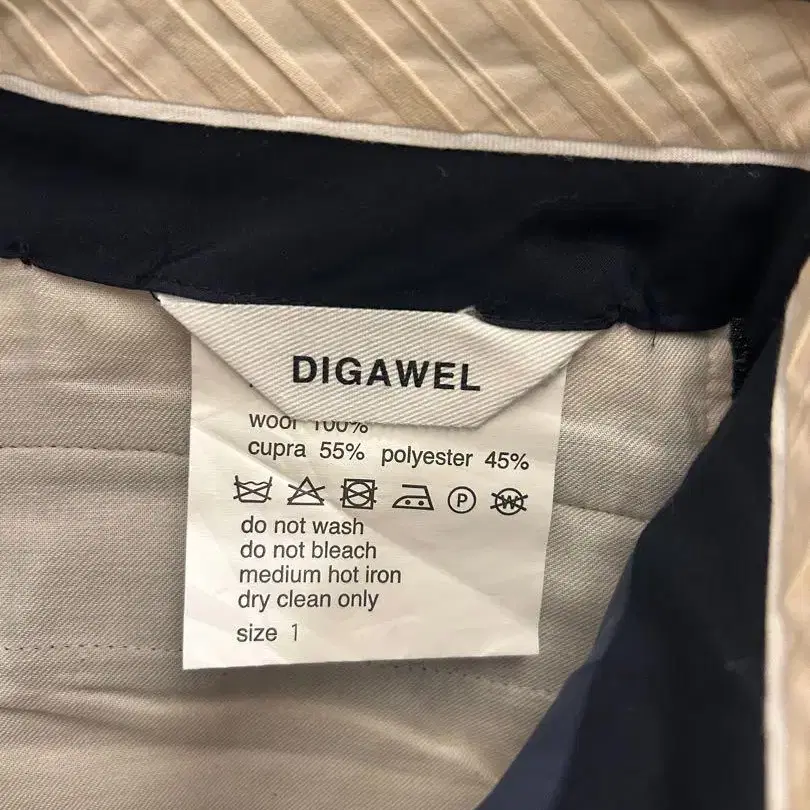 DIGAWEL
wool 100%
cupra 55% polyester 45%
P W
do not wash
do not bleach
medium hot iron
dry clean only
size 1